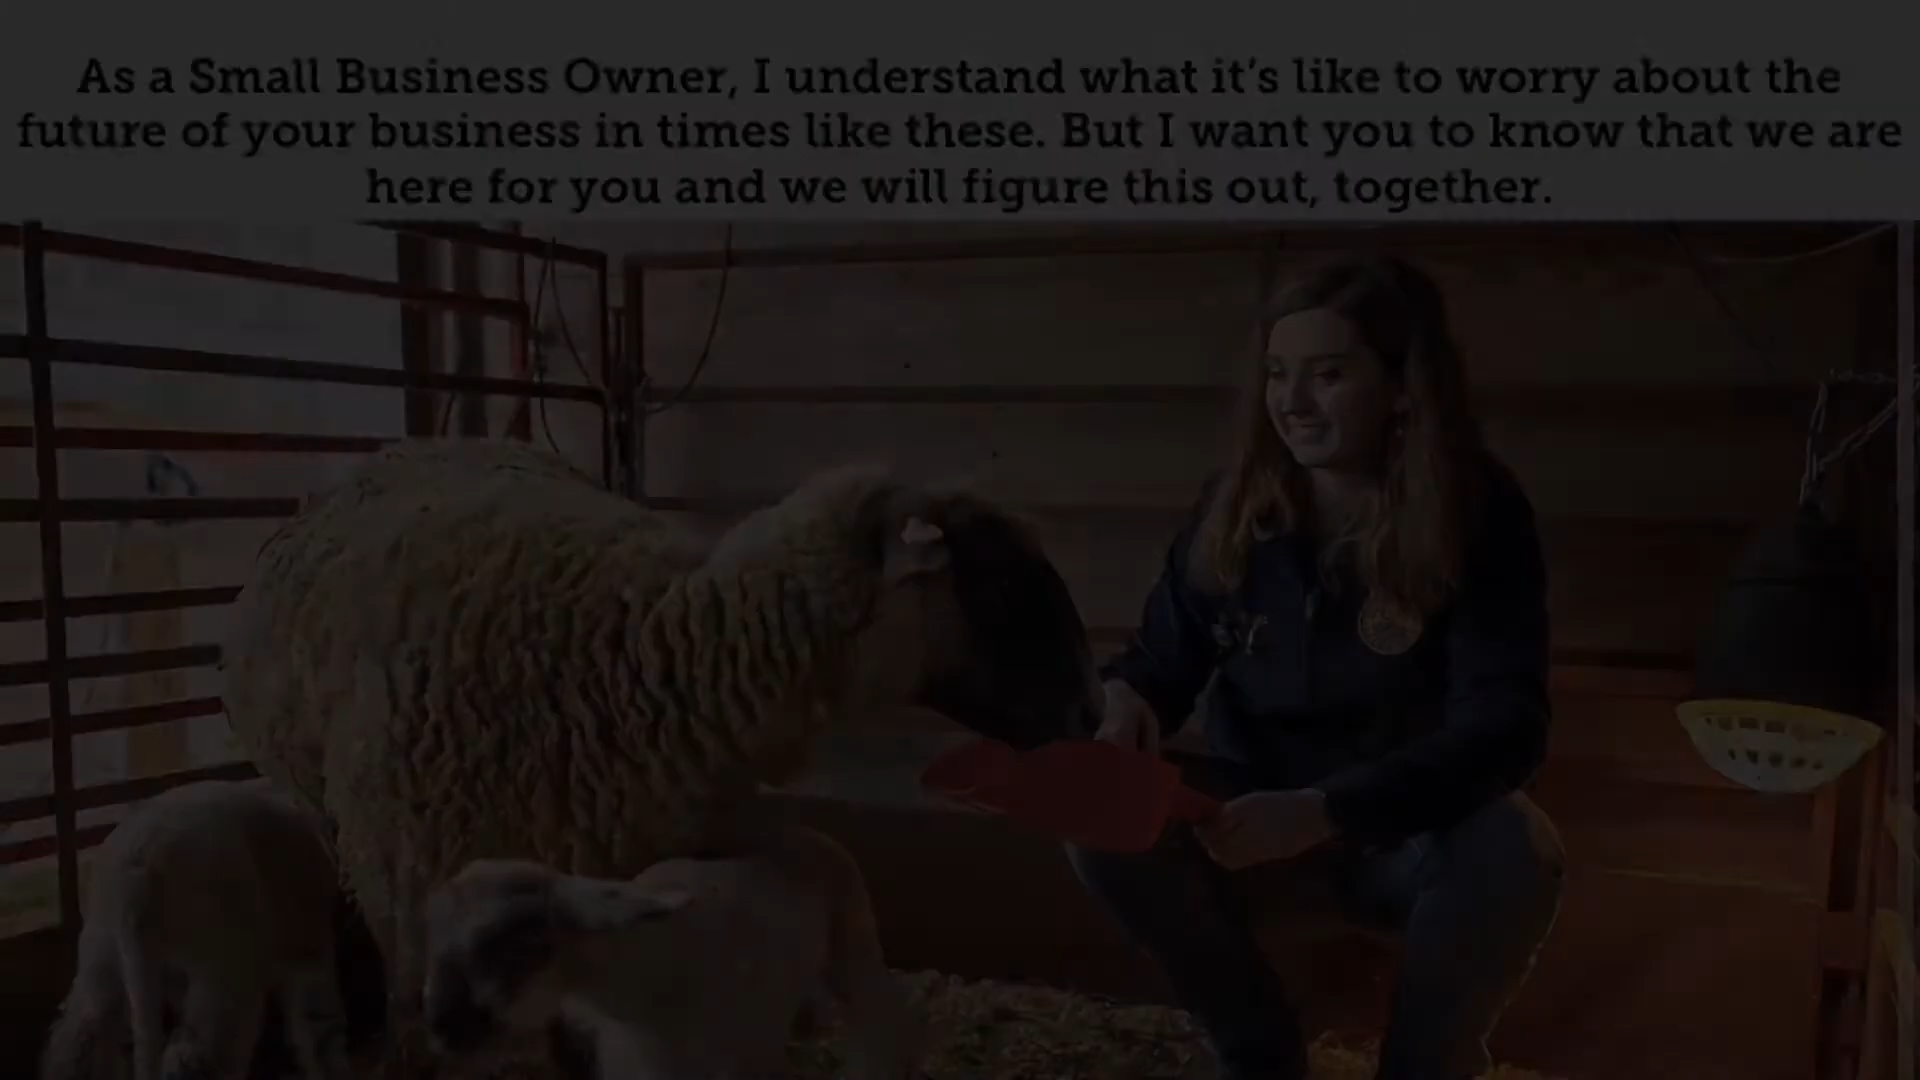 As a Small Business Owner, I understand what it's like to worry about the
future of your business in times like these. But I want you to know that we are
here for you and we will figure this out, together.